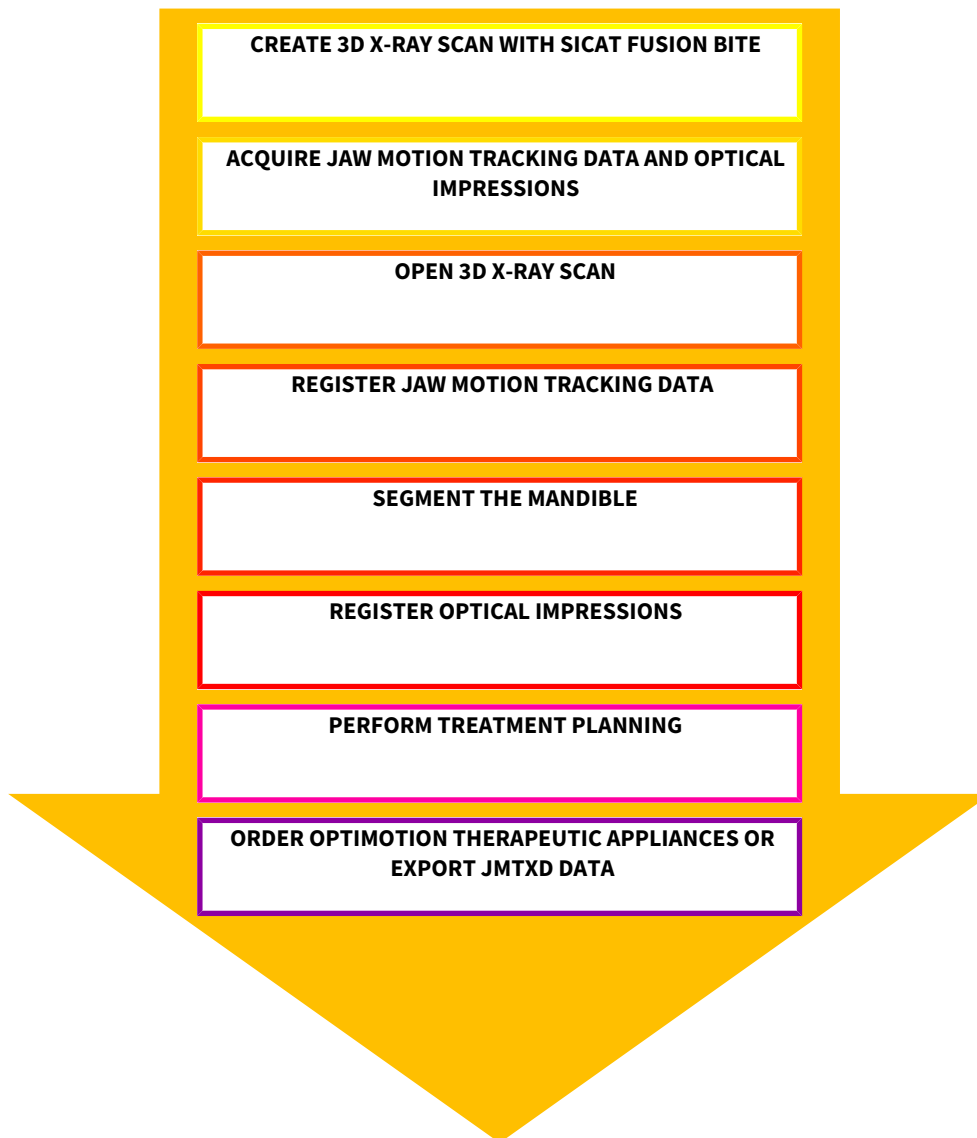 CREATE 3D X-RAY SCAN WITH SICAT FUSION BITE
ACQUIRE JAW MOTION TRACKING DATA AND OPTICAL
IMPRESSIONS
OPEN 3D X-RAY SCAN
REGISTER JAW MOTION TRACKING DATA
SEGMENT THE MANDIBLE
REGISTER OPTICAL IMPRESSIONS
PERFORM TREATMENT PLANNING
ORDER OPTIMOTION THERAPEUTIC APPLIANCES OR
EXPORT JMTXD DATA